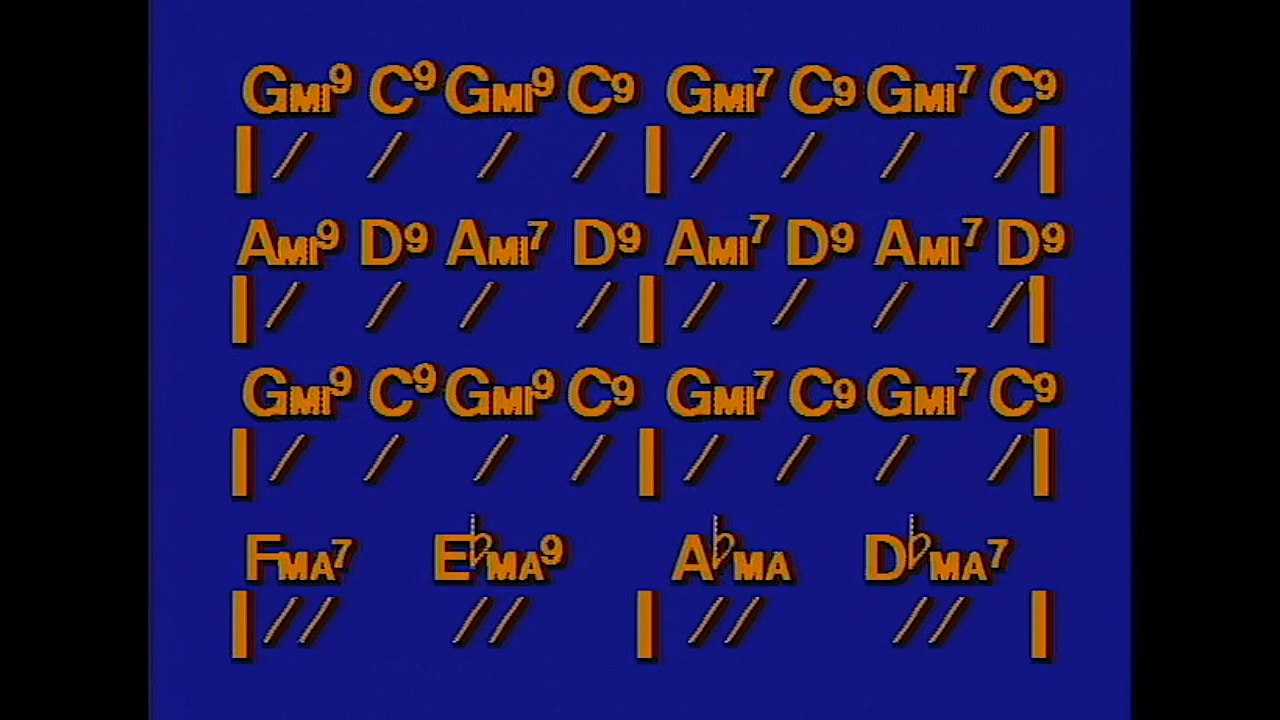 GMI9 C9 GMI9 C9 GMI7 C9 GMI7 C9
| / / / / | / / / / |
AMI9 D9 AMI7 D9 AMI7 D9 AMI7 D9
| / / / / | / / / / |
GMI9 C9 GMI9 C9 GMI7 C9 GMI7 C9
| / / / / | / / / / |
FMA7 E♭MA9 A♭MA D♭MA7
| // // | // // |